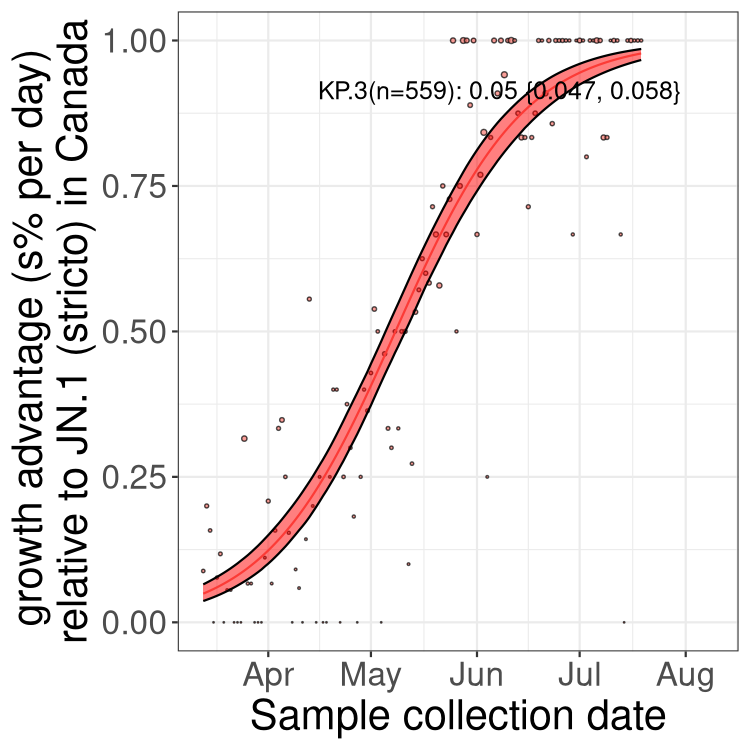 growth advantage (s% per day)
relative to JN.1 (stricto) in Canada
1.00
0.75
0.50
0.25
0.00
KP.3(n=559): 0.05 {0.047, 0.058}
Apr May Jun Jul Aug
Sample collection date